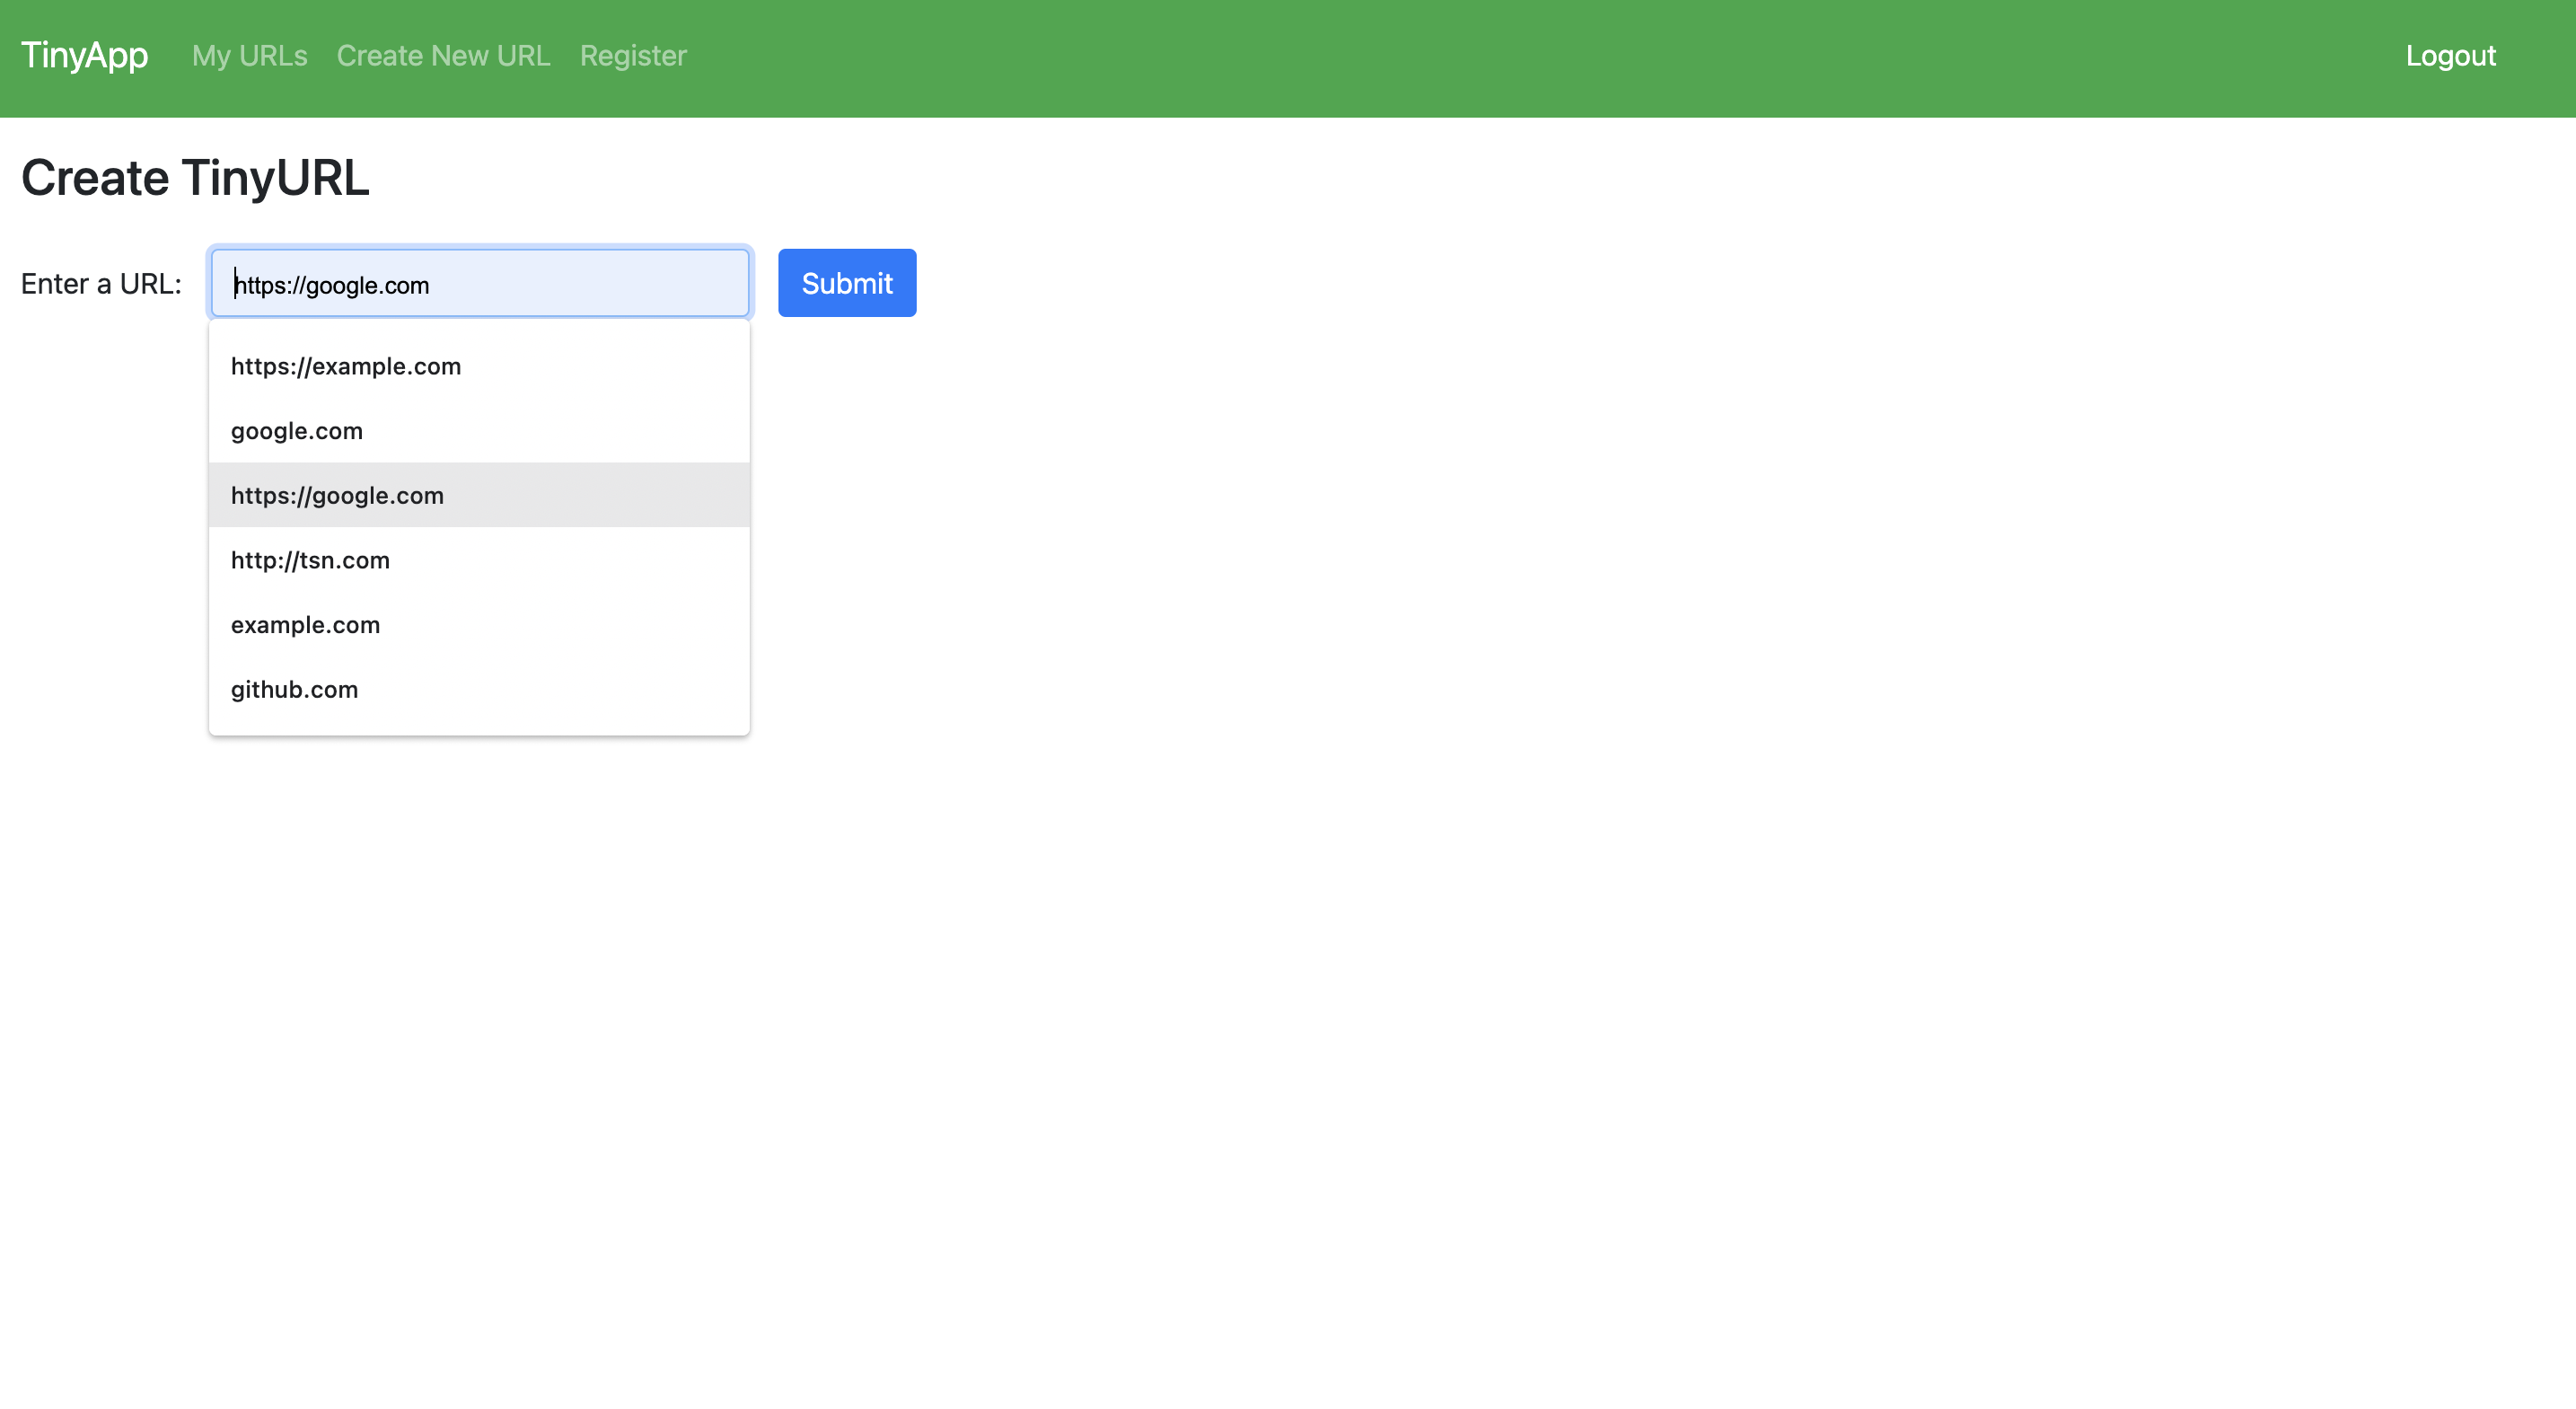 TinyApp My URLs Create New URL Register Logout
Create TinyURL
Enter a URL: https://google.com Submit
https://example.com
google.com
https://google.com
http://tsn.com
example.com
github.com